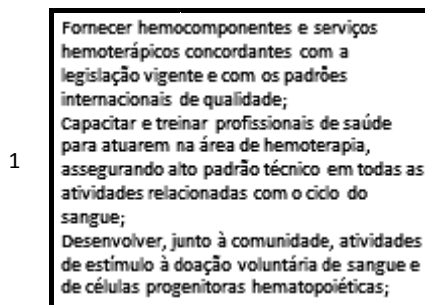 Fornecer hemocomponentes e serviços
hemoterápicos concordantes com a
legislação vigente e com os padrões
internacionais de qualidade;
Capacitar e treinar profissionais de saúde
para atuarem na área de hemoterapia,
1
assegurando alto padrão técnico em todas as
atividades relacionadas com o ciclo do
sangue;
Desenvolver, junto à comunidade, atividades
de estímulo à doação voluntária de sangue e
de células progenitoras hematopoiéticas;